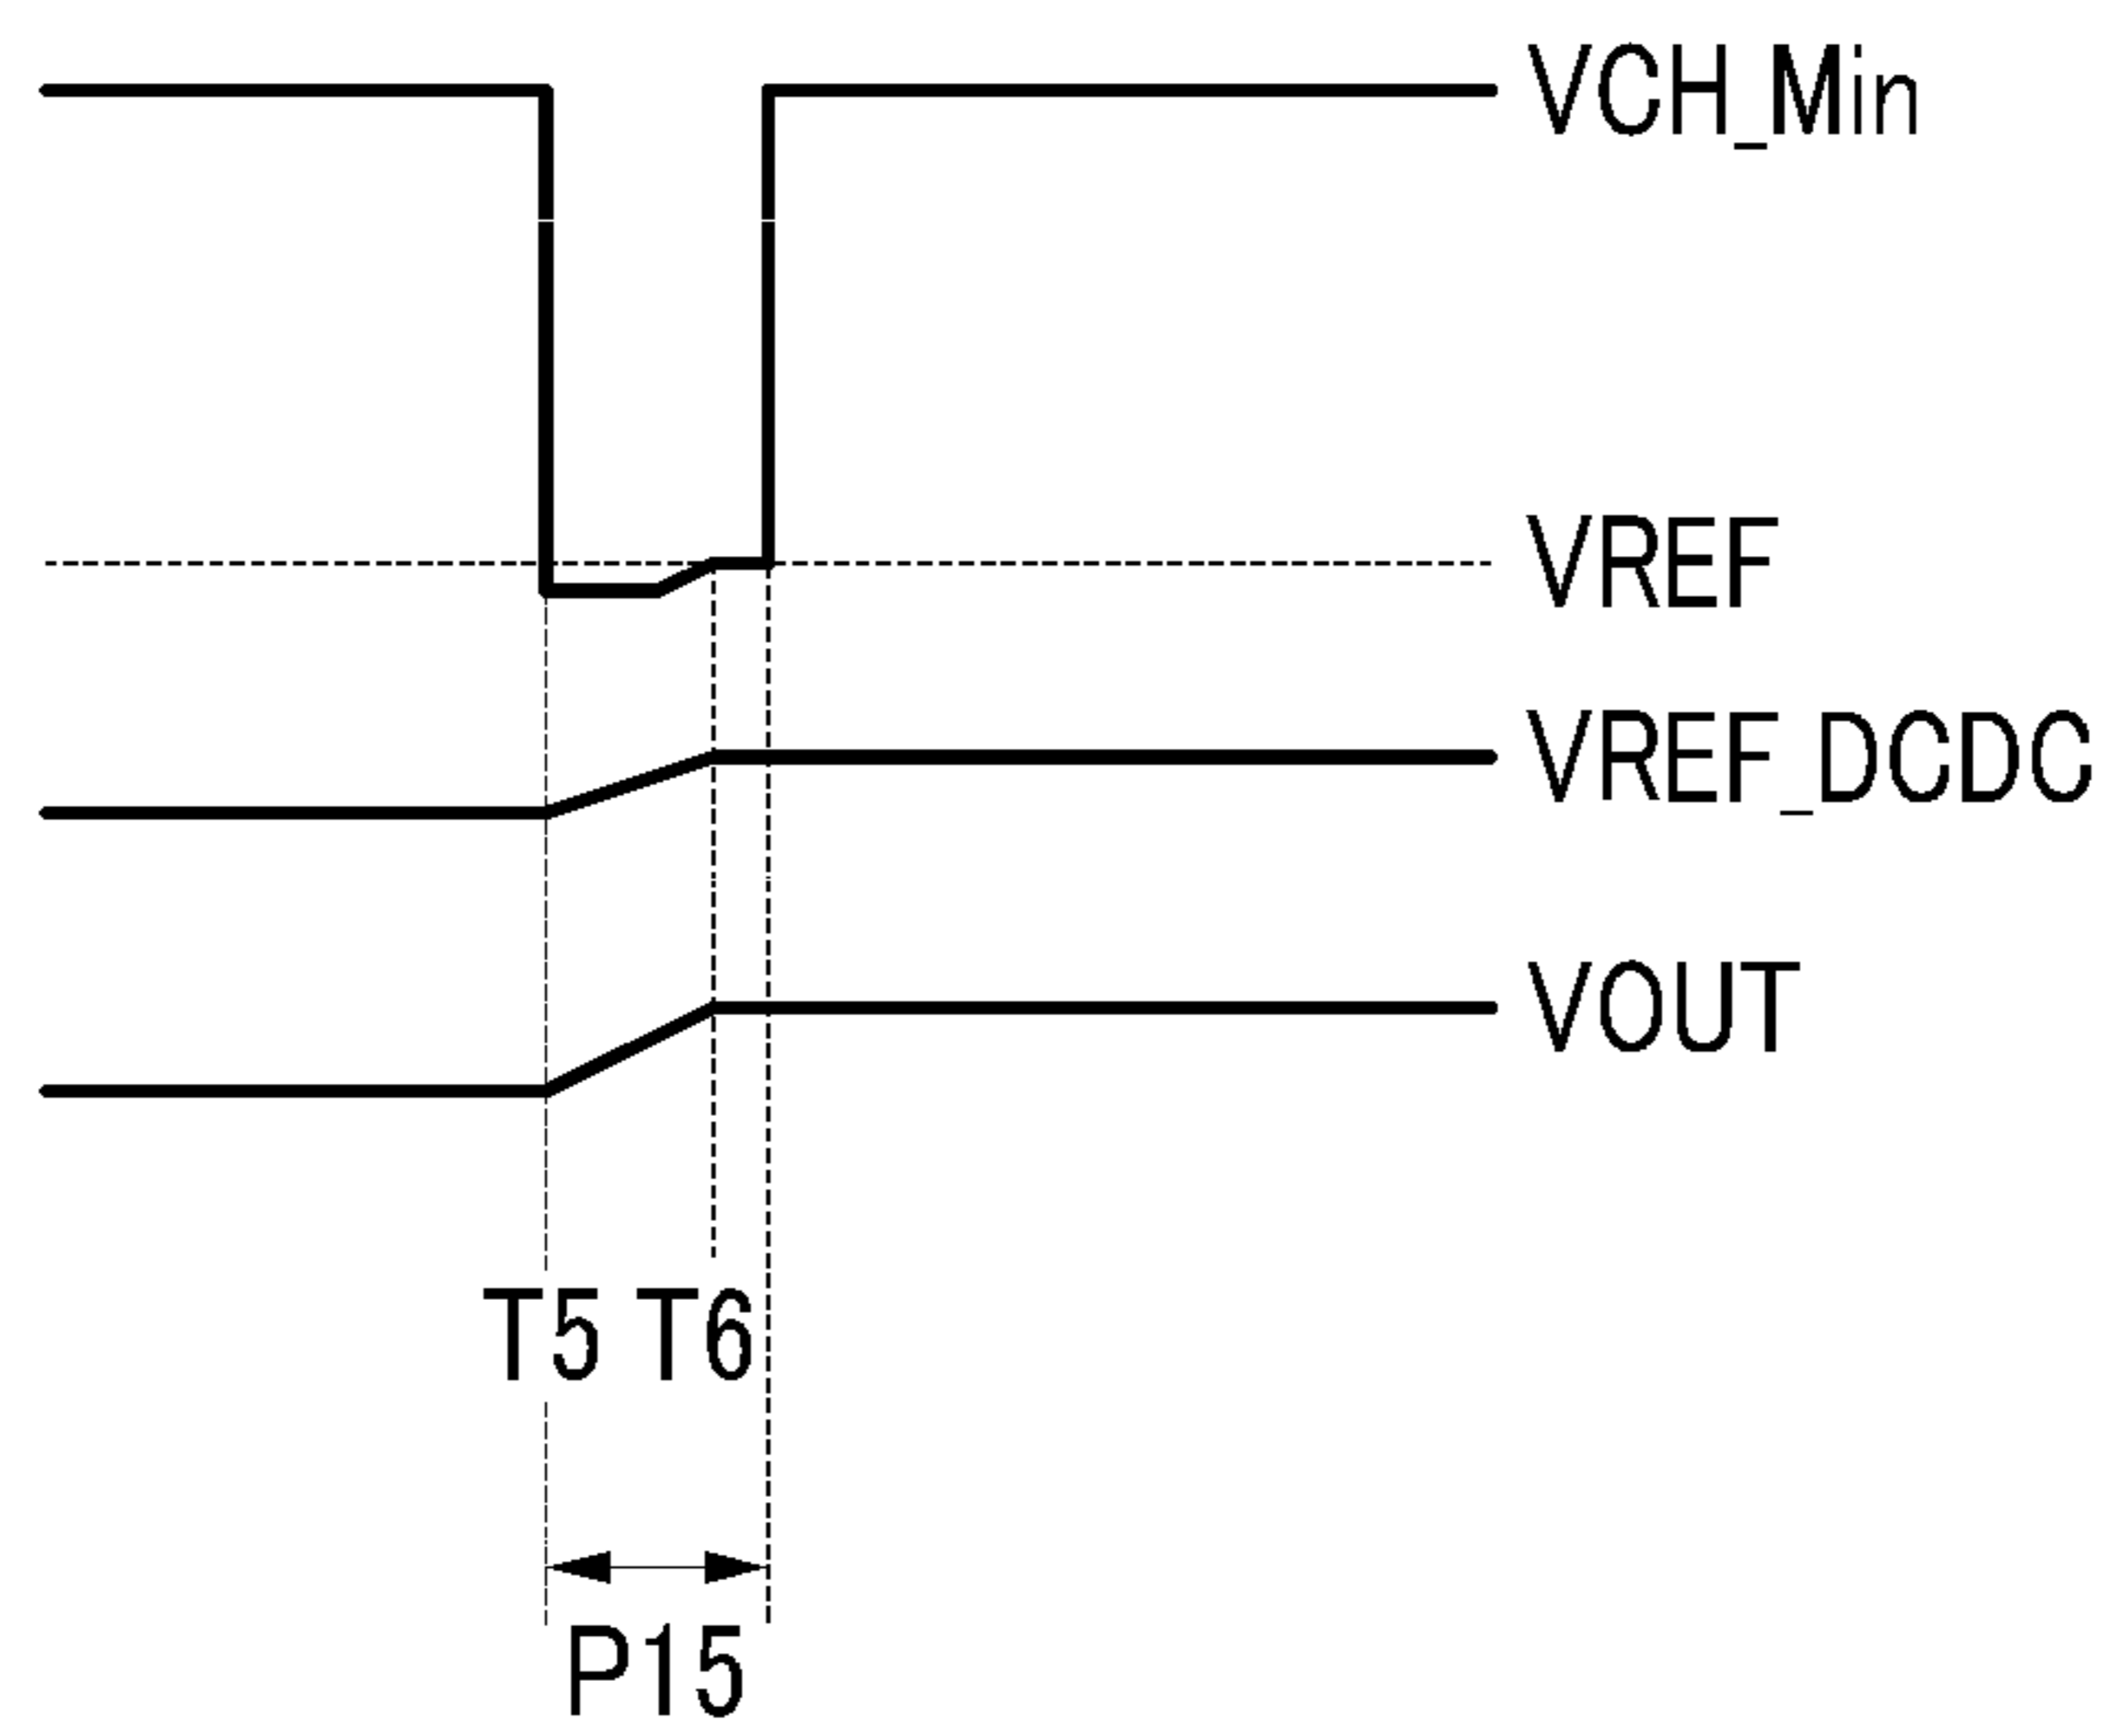 VCH_Min
VREF
VREF_DCDC
VOUT
T5 T6
P15